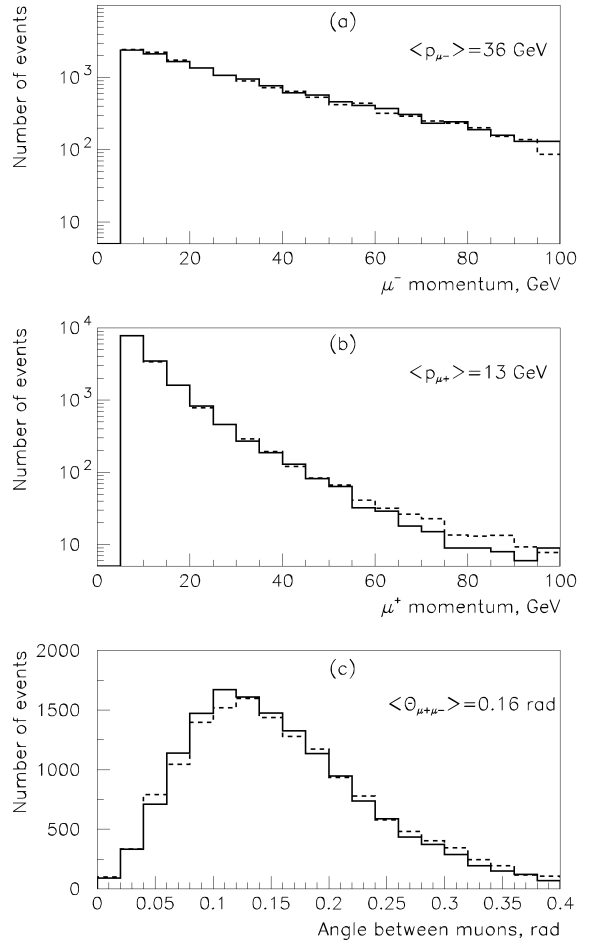 (a)
<p_μ−>=36 GeV
Number of events
10^3
10^2
10
0 20 40 60 80 100
μ^− momentum, GeV
(b)
<p_μ+>=13 GeV
Number of events
10^4
10^3
10^2
10
0 20 40 60 80 100
μ^+ momentum, GeV
(c)
<Θ_μ+μ−>=0.16 rad
Number of events
2000
1500
1000
500
0
0 0.05 0.1 0.15 0.2 0.25 0.3 0.35 0.4
Angle between muons, rad